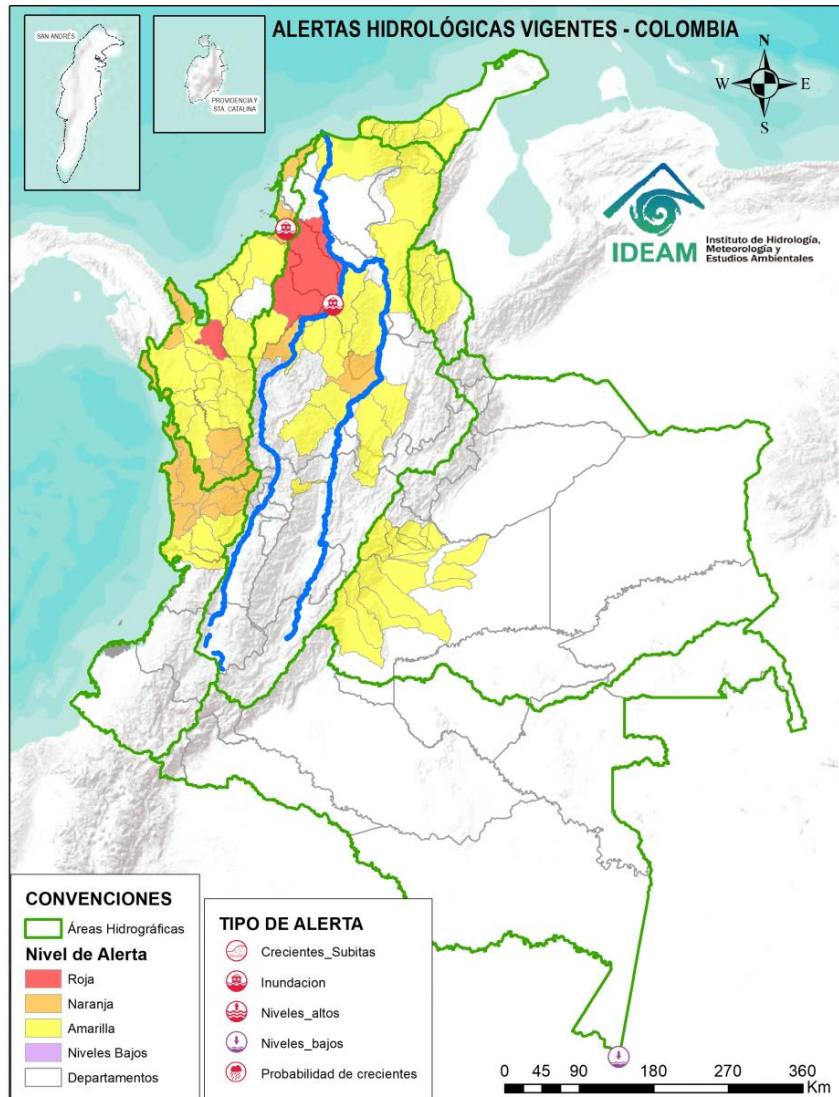 ALERTAS HIDROLÓGICAS VIGENTES - COLOMBIA
SAN ANDRÉS
PROVIDENCIA Y
STA. CATALINA
N
W
E
S
IDEAM
Instituto de Hidrología,
Meteorología y
Estudios Ambientales
CONVENCIONES
Áreas Hidrográficas
Nivel de Alerta
Roja
Naranja
Amarilla
Niveles Bajos
Departamentos
TIPO DE ALERTA
Crecientes_Subitas
Inundacion
Niveles_altos
Niveles_bajos
Probabilidad de crecientes
0 45 90 180 270 360
Km